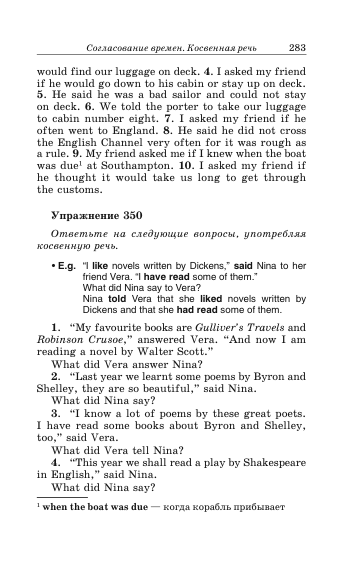 Согласование времен. Косвенная речь 283
would find our luggage on deck. 4. I asked my friend
if he would go down to his cabin or stay up on deck.
5. He said he was a bad sailor and could not stay
on deck. 6. We told the porter to take our luggage
to cabin number eight. 7. I asked my friend if he
often went to England. 8. He said he did not cross
the English Channel very often for it was rough as
a rule. 9. My friend asked me if I knew when the boat
was due¹ at Southampton. 10. I asked my friend if
he thought it would take us long to get through
the customs.
Упражнение 350
Ответьте на следующие вопросы, употребляя
косвенную речь.
• E.g. “I like novels written by Dickens,” said Nina to her
friend Vera. “I have read some of them.”
What did Nina say to Vera?
Nina told Vera that she liked novels written by
Dickens and that she had read some of them.
1. “My favourite books are Gulliver's Travels and
Robinson Crusoe,” answered Vera. “And now I am
reading a novel by Walter Scott.”
What did Vera answer Nina?
2. “Last year we learnt some poems by Byron and
Shelley, they are so beautiful,” said Nina.
What did Nina say?
3. “I know a lot of poems by these great poets.
I have read some books about Byron and Shelley,
too,” said Vera.
What did Vera tell Nina?
4. “This year we shall read a play by Shakespeare
in English,” said Nina.
What did Nina say?
¹ when the boat was due — когда корабль прибывает